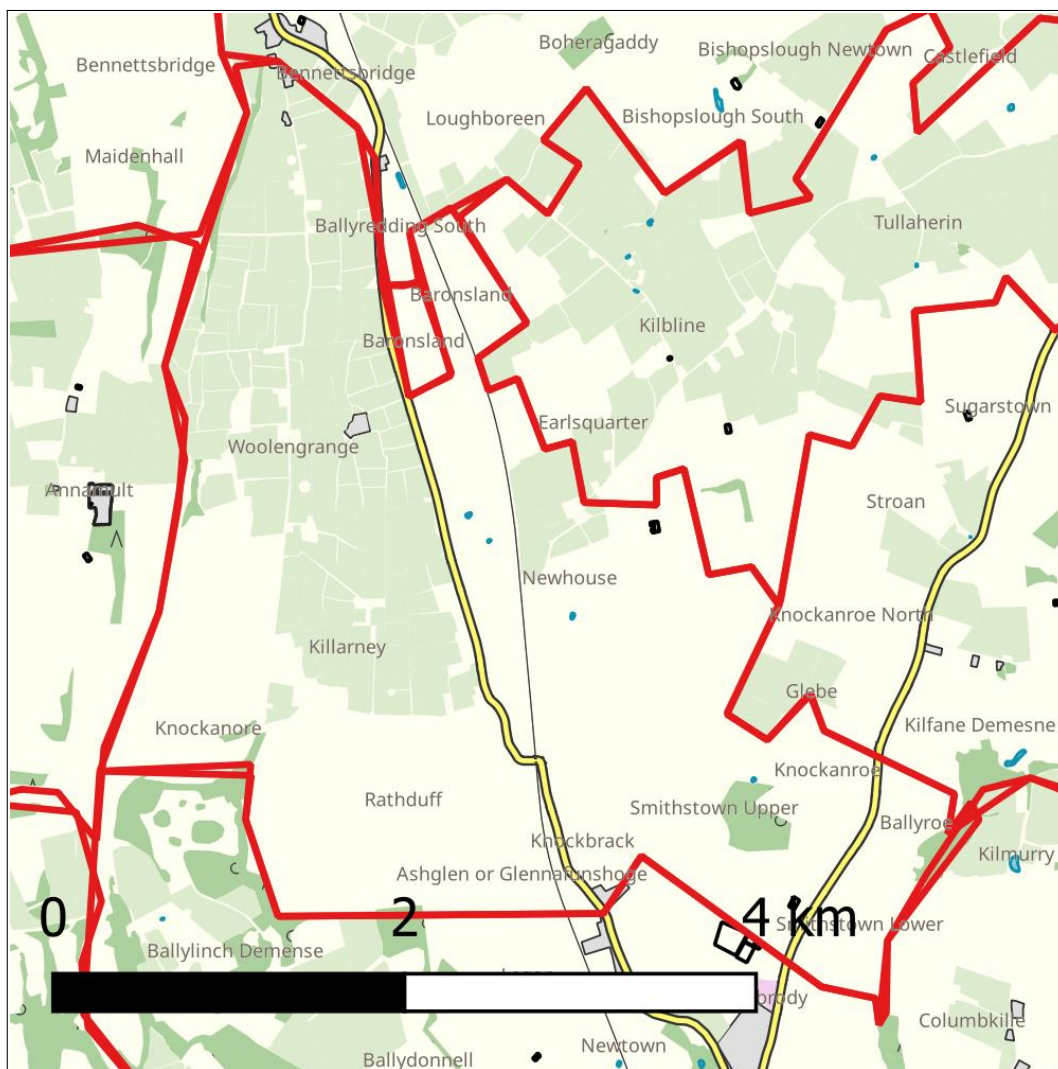 Boheragaddy
Bishopslough Newtown
Castlefield
Bennettsbridge
Bennettsbridge
Loughboreen
Bishopslough South
Maidenhall
Ballyredding South
Tullaherin
Baronsland
Kilbline
Baronsland
Sugarstown
Earlsquarter
Woolengrange
Annamult
Stroan
Newhouse
Knockanroe North
Killarney
Glebe
Knockanore
Kilfane Demesne
Knockanroe
Rathduff
Smithstown Upper
Ballyroe
Knockbrack
Kilmurry
Ashglen or Glennafunshoge
0 2 4 km
Smithstown Lower
Ballylinch Demense
brody
Columbkille
Newtown
Ballydonnell